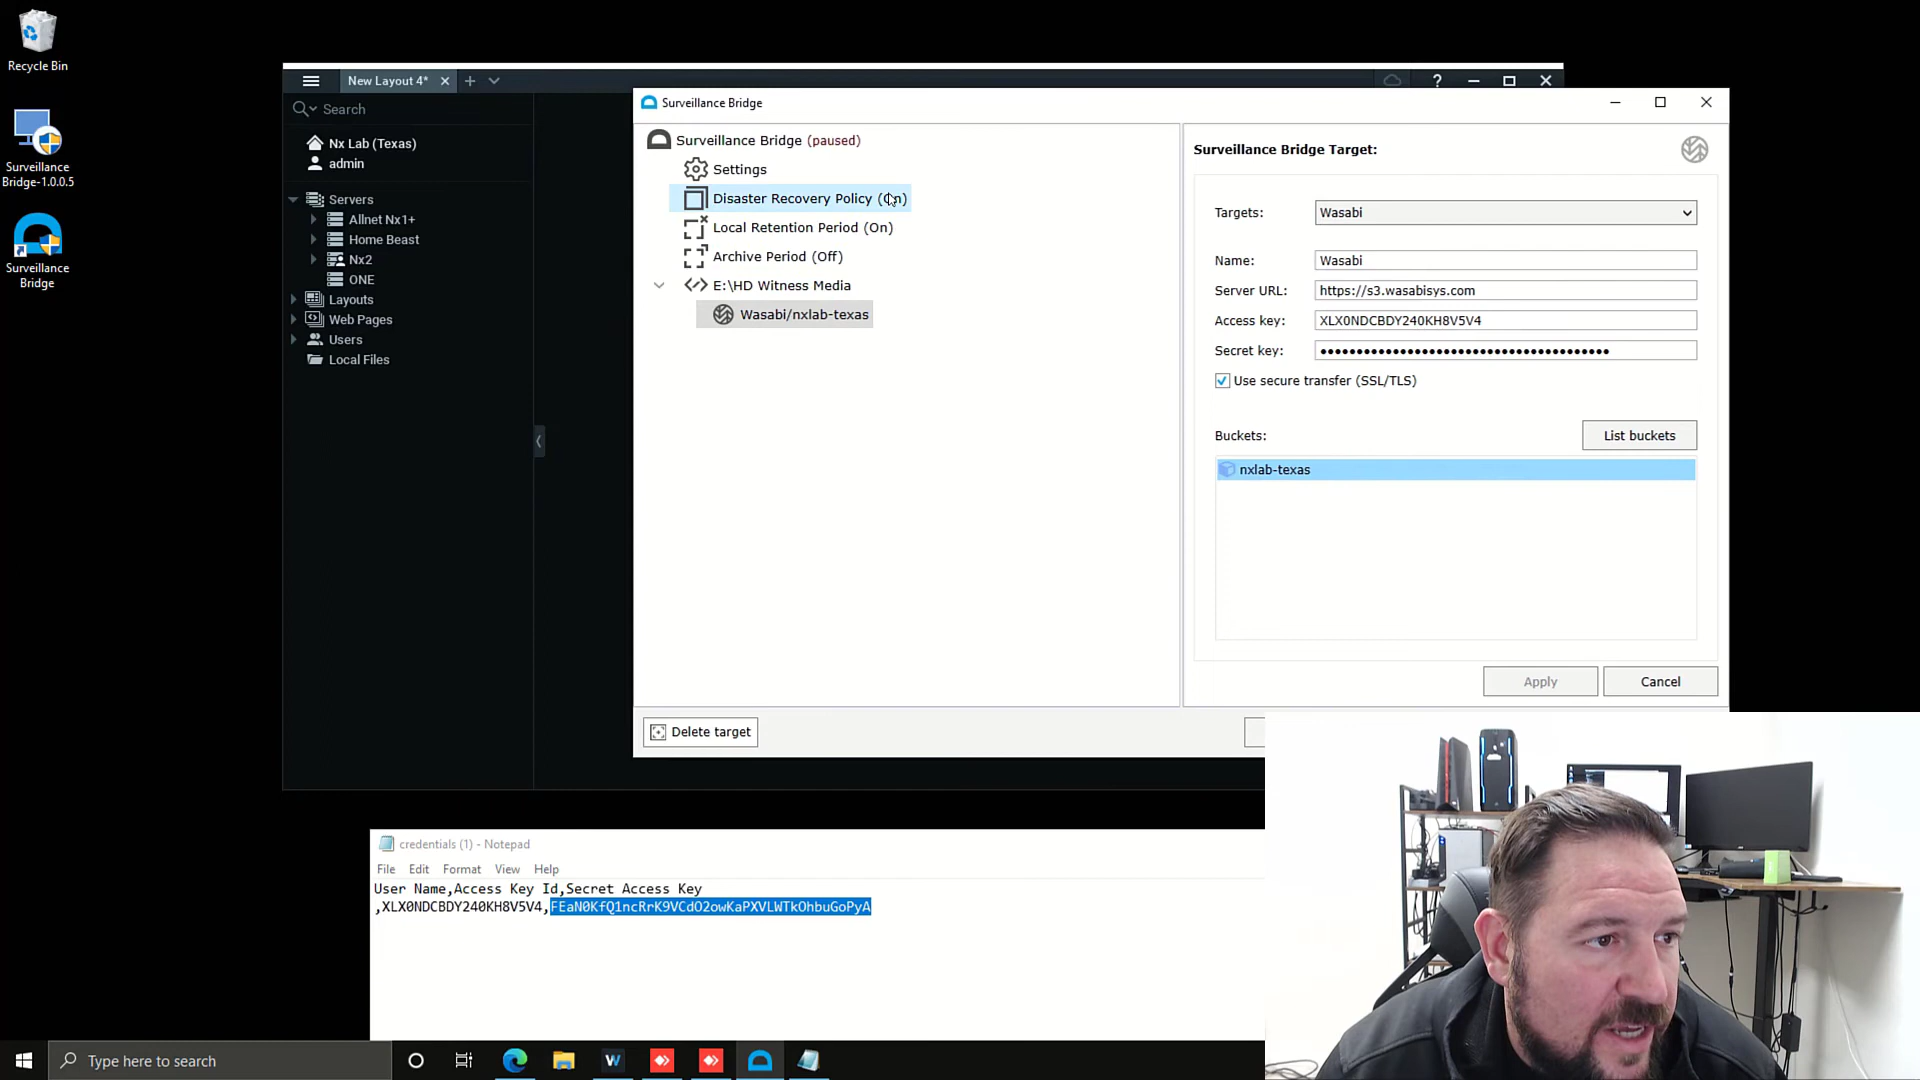 Recycle Bin
Surveillance
Bridge-1.0.0.5
Surveillance
Bridge
New Layout 4*
Search
Nx Lab (Texas)
admin
Servers
Allnet Nx1+
Home Beast
Nx2
ONE
Layouts
Web Pages
Users
Local Files
Surveillance Bridge
Surveillance Bridge (paused)
Settings
Disaster Recovery Policy (On)
Local Retention Period (On)
Archive Period (Off)
E:\HD Witness Media
Wasabi/nxlab-texas
Delete target
Surveillance Bridge Target:
Targets: Wasabi
Name: Wasabi
Server URL: https://s3.wasabisys.com
Access key: XLX0NDCBDY240KH8V5V4
Secret key: ●●●●●●●●●●●●●●●●●●●●●●●●●●●●●●●●●●●●●●●●
Use secure transfer (SSL/TLS)
Buckets: List buckets
nxlab-texas
Apply Cancel
credentials (1) - Notepad
File Edit Format View Help
User Name,Access Key Id,Secret Access Key
,XLX0NDCBDY240KH8V5V4,FEaN0KfQ1ncRrK9VCdO2owKaPXVLWTkOhbuGoPyA
Type here to search